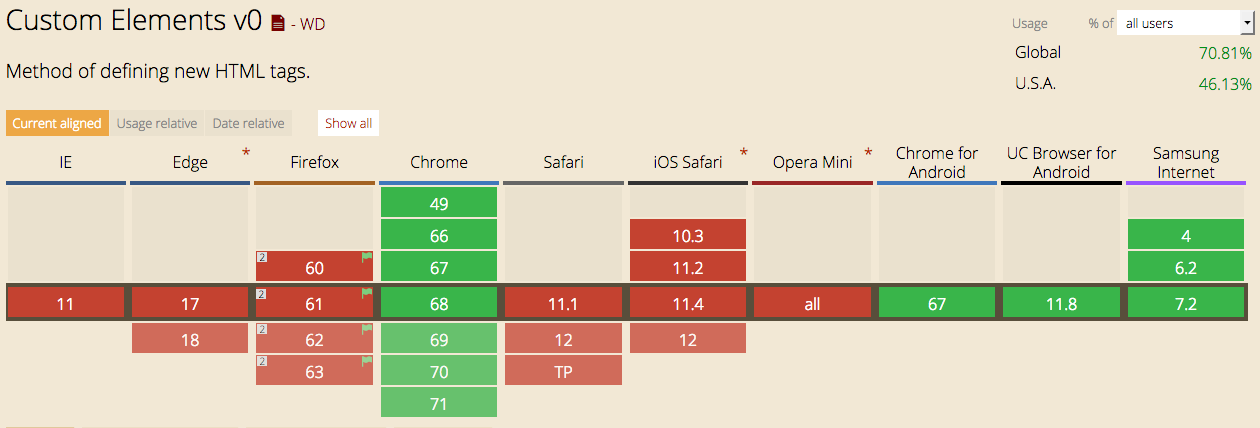 Custom Elements v0 - WD
Usage % of all users
Global 70.81%
Method of defining new HTML tags.
U.S.A. 46.13%
Current aligned Usage relative Date relative Show all
IE Edge * Firefox Chrome Safari iOS Safari * Opera Mini * Chrome for Android UC Browser for Android Samsung Internet
49
66 10.3 4
2 60 67 11.2 6.2
11 17 2 61 68 11.1 11.4 all 67 11.8 7.2
18 2 62 69 12 12
2 63 70 TP
71